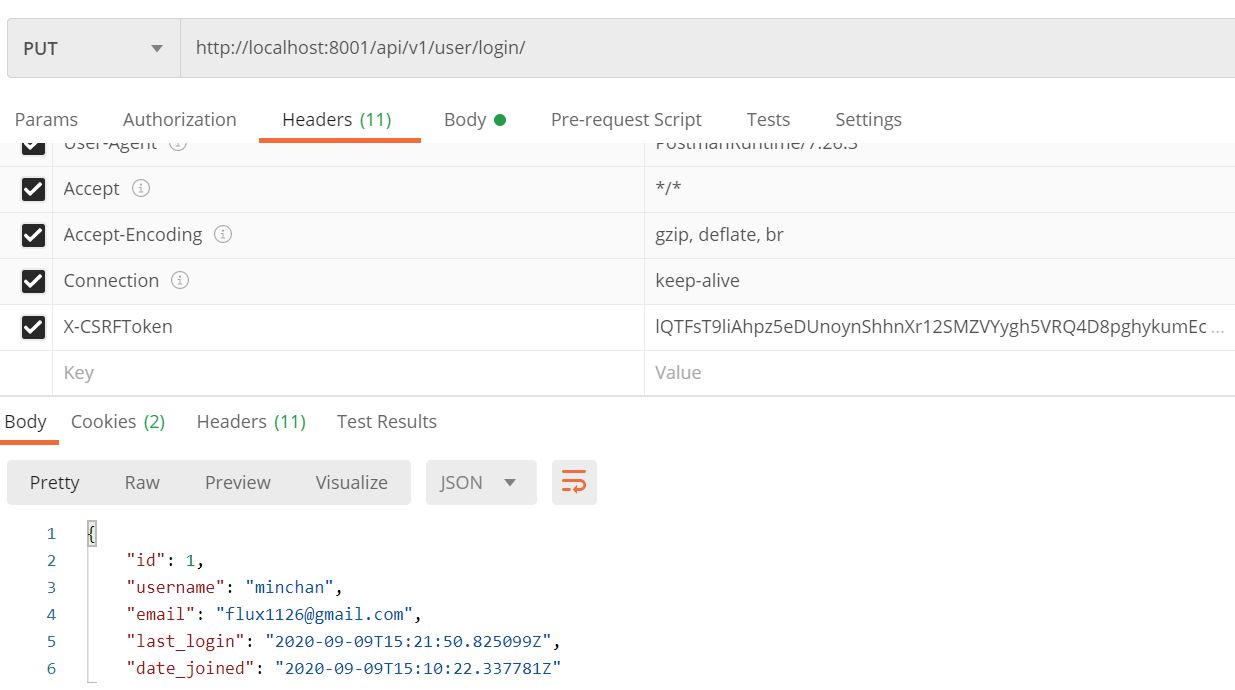 PUT http://localhost:8001/api/v1/user/login/
Params Authorization Headers (11) Body Pre-request Script Tests Settings
User-Agent PostmanRuntime/7.26.3
Accept */*
Accept-Encoding gzip, deflate, br
Connection keep-alive
X-CSRFToken lQTFsT9liAhpz5eDUnoynShhnXr12SMZVYygh5VRQ4D8pghykumEc ...
Key Value
Body Cookies (2) Headers (11) Test Results
Pretty Raw Preview Visualize JSON
1 {
2 "id": 1,
3 "username": "minchan",
4 "email": "flux1126@gmail.com",
5 "last_login": "2020-09-09T15:21:50.825099Z",
6 "date_joined": "2020-09-09T15:10:22.337781Z"